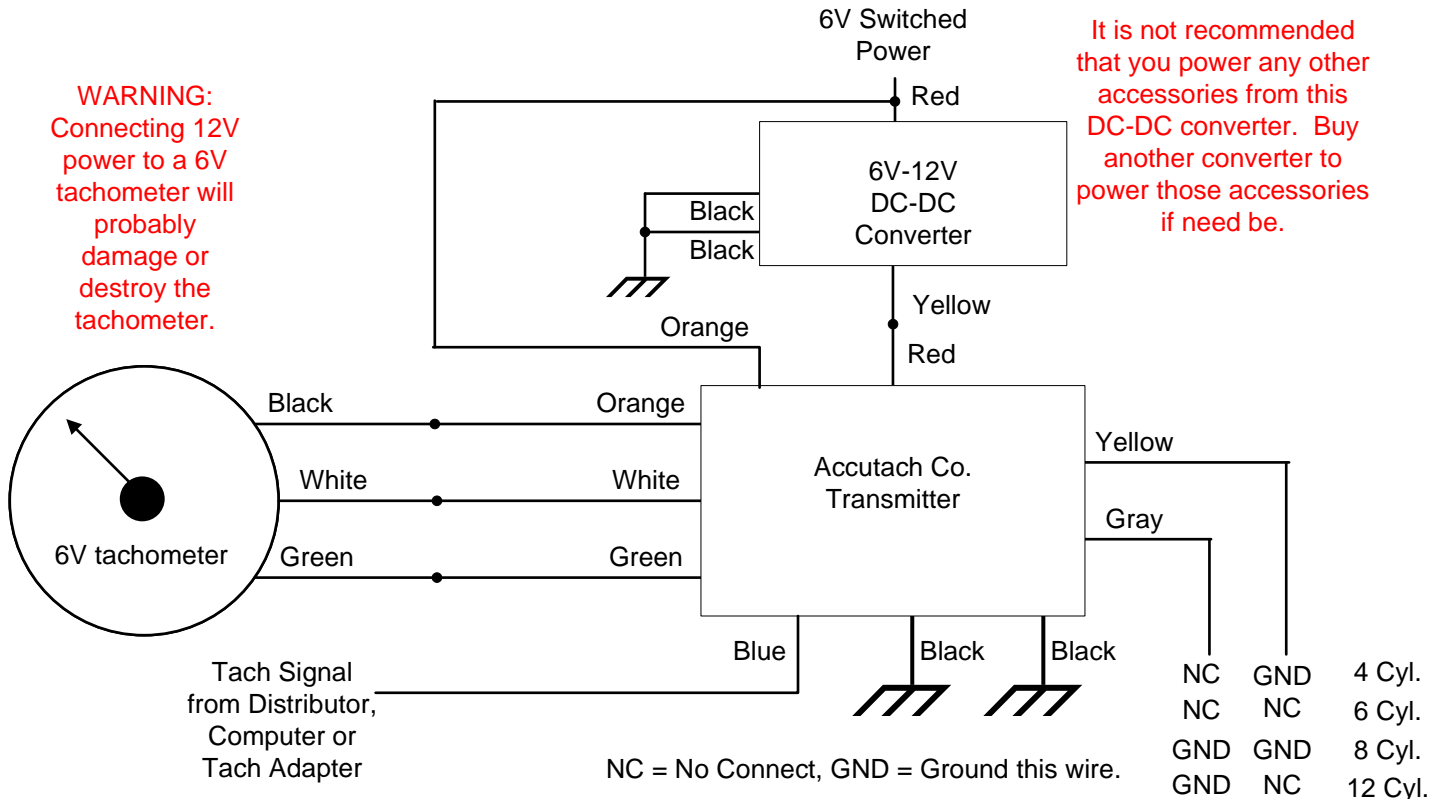 6V Switched
Power
It is not recommended
that you power any other
accessories from this
DC-DC converter.  Buy
another converter to
power those accessories
if need be.
WARNING:
Connecting 12V
power to a 6V
tachometer will
probably
damage or
destroy the
tachometer.
Red
6V-12V
DC-DC
Converter
Black
Black
Yellow
Orange
Red
Black
Orange
White
White
Green
Green
6V tachometer
Accutach Co.
Transmitter
Yellow
Gray
Blue
Black
Black
Tach Signal
from Distributor,
Computer or
Tach Adapter
NC GND 4 Cyl.
NC NC 6 Cyl.
GND GND 8 Cyl.
GND NC 12 Cyl.
NC = No Connect, GND = Ground this wire.